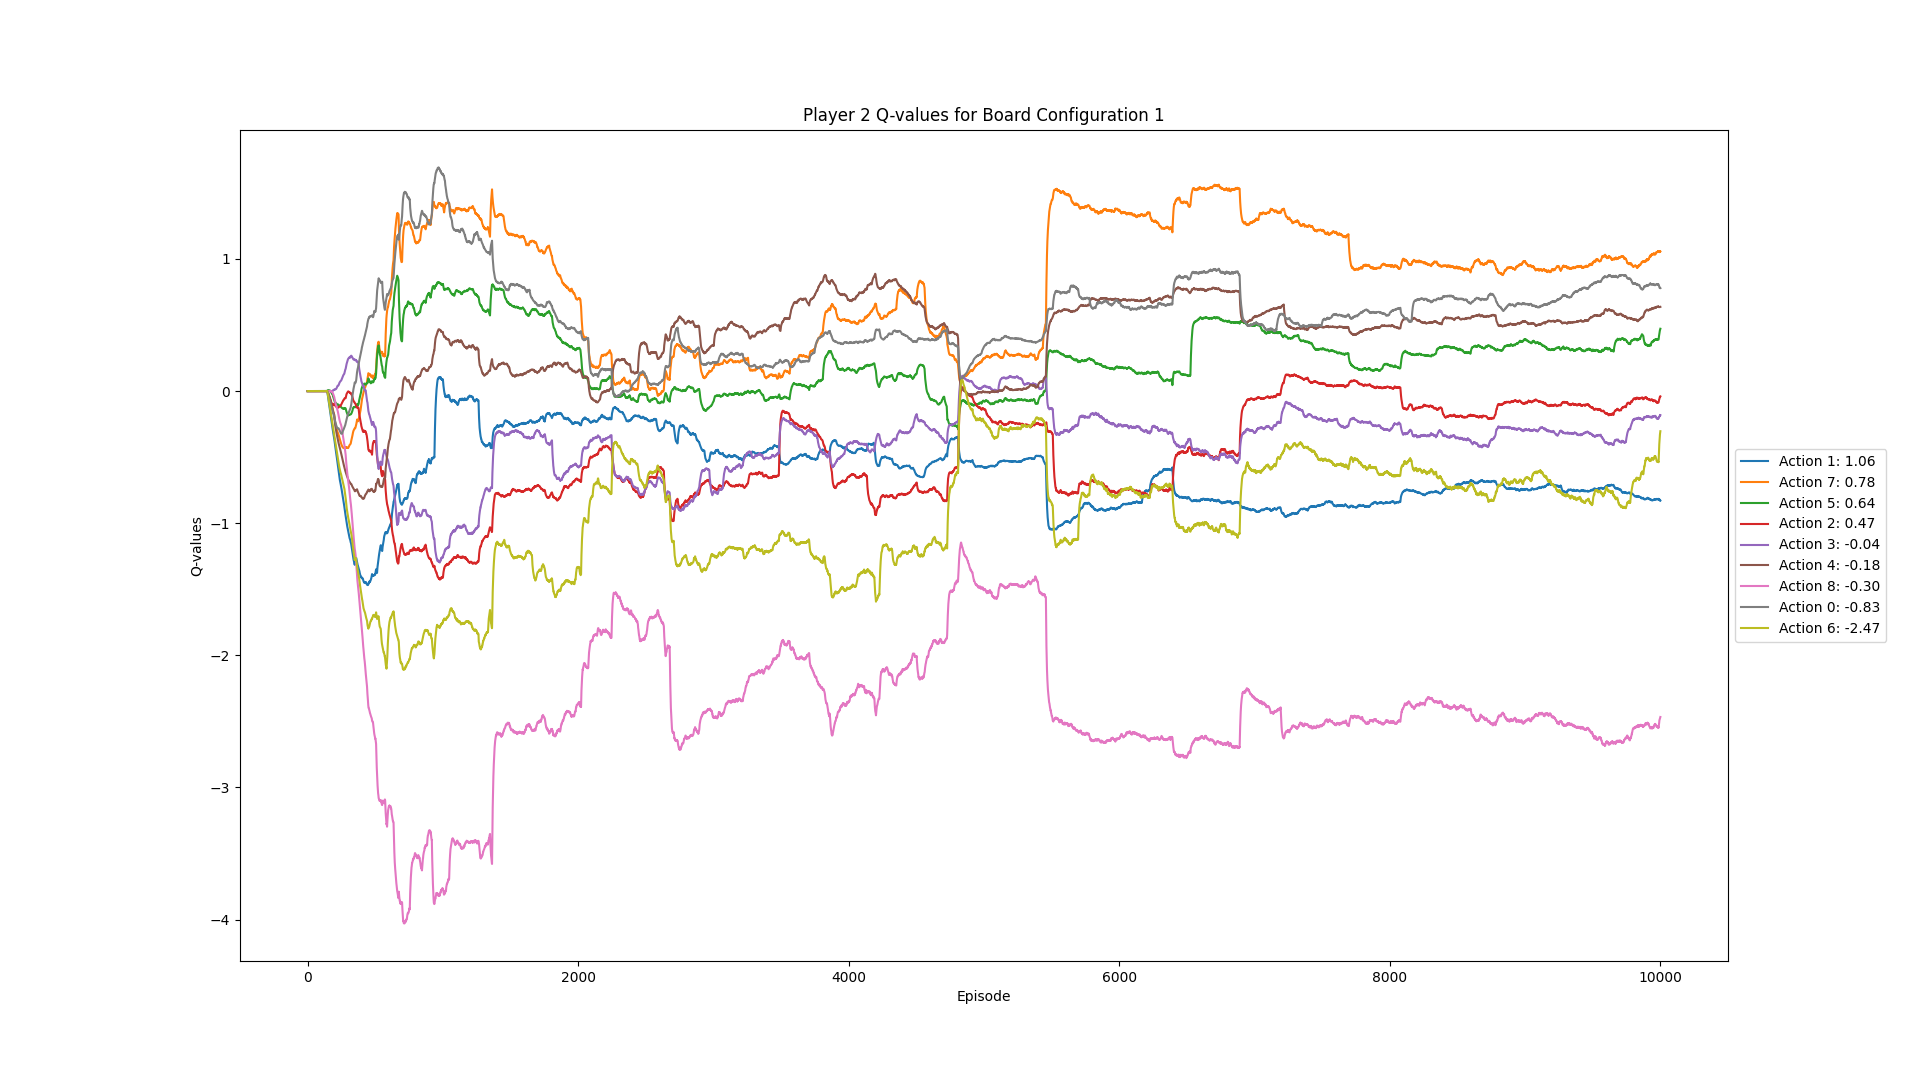 Player 2 Q-values for Board Configuration 1
Q-values
1
0
−1
−2
−3
−4
0 2000 4000 6000 8000 10000
Episode
Action 1: 1.06
Action 7: 0.78
Action 5: 0.64
Action 2: 0.47
Action 3: -0.04
Action 4: -0.18
Action 8: -0.30
Action 0: -0.83
Action 6: -2.47